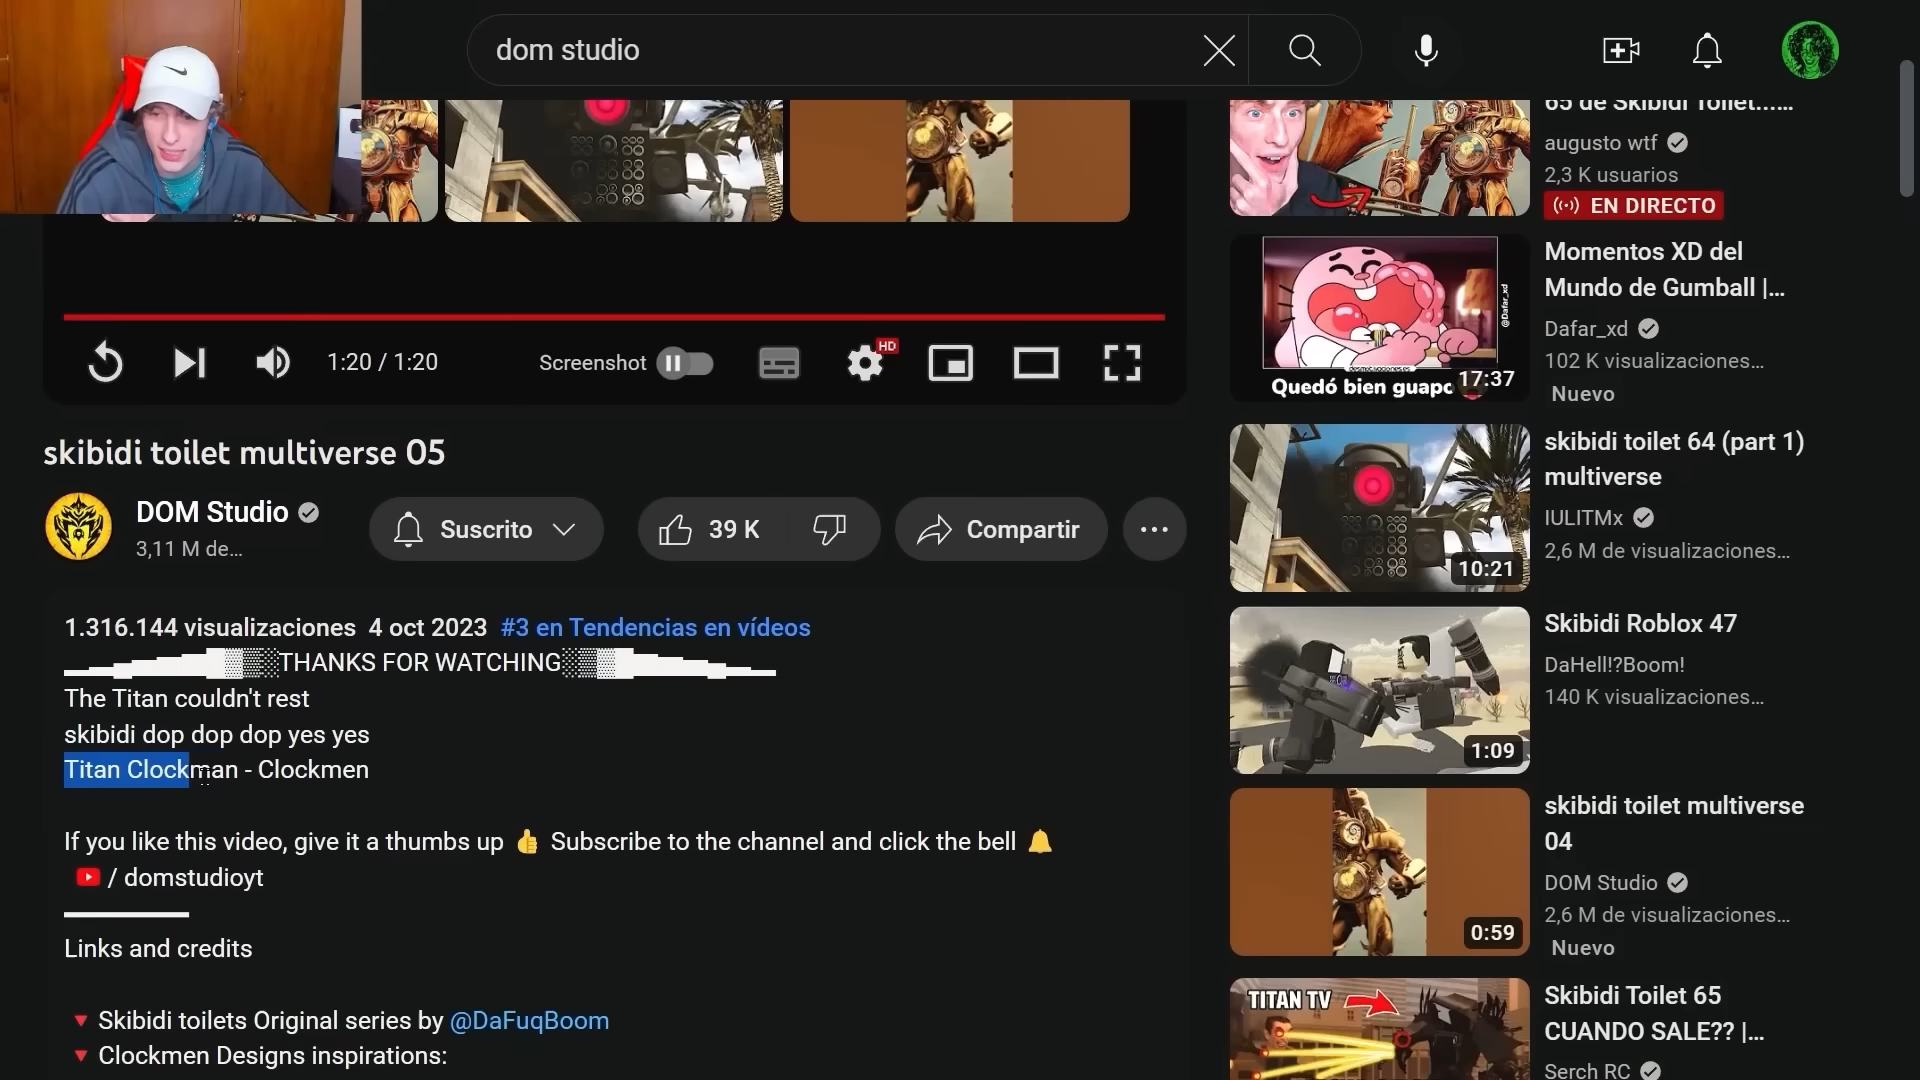 dom studio
1:20 / 1:20
Screenshot
HD
skibidi toilet multiverse 05
DOM Studio
3,11 M de...
Suscrito
39 K
Compartir
1.316.144 visualizaciones 4 oct 2023 #3 en Tendencias en vídeos
THANKS FOR WATCHING
The Titan couldn't rest
skibidi dop dop dop yes yes
Titan Clockman - Clockmen
If you like this video, give it a thumbs up 👍 Subscribe to the channel and click the bell 🔔
/ domstudioyt
Links and credits
🔻 Skibidi toilets Original series by @DaFuqBoom
🔻 Clockmen Designs inspirations:
65 de Skibidi Toilet......
augusto wtf
2,3 K usuarios
EN DIRECTO
@Dafar_xd
Quedó bien guapo
17:37
Momentos XD del
Mundo de Gumball |...
Dafar_xd
102 K visualizaciones...
Nuevo
10:21
skibidi toilet 64 (part 1)
multiverse
IULITMx
2,6 M de visualizaciones...
1:09
Skibidi Roblox 47
DaHell!?Boom!
140 K visualizaciones...
0:59
skibidi toilet multiverse
04
DOM Studio
2,6 M de visualizaciones...
Nuevo
TITAN TV
Skibidi Toilet 65
CUANDO SALE?? |...
Serch RC